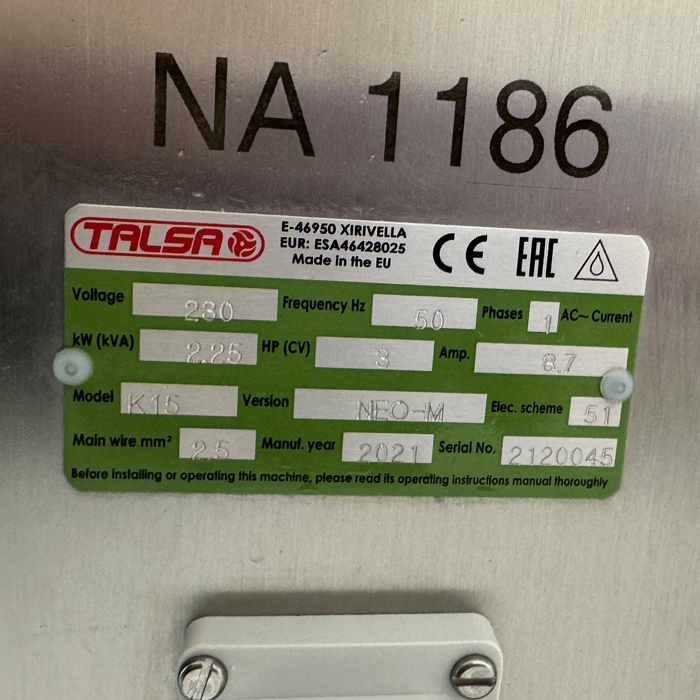 NA 1186
TALSA
E-46950 XIRIVELLA
EUR: ESA46428025
Made in the EU
CE EAC
Voltage 230 Frequency Hz 50 Phases 1 AC~ Current
kW (kVA) 2.25 HP (CV) 3 Amp. 8.7
Model K15 Version NEO-M Elec. scheme 51
Main wire mm² 2.5 Manuf. year 2021 Serial No. 2120045
Before installing or operating this machine, please read its operating instructions manual thoroughly